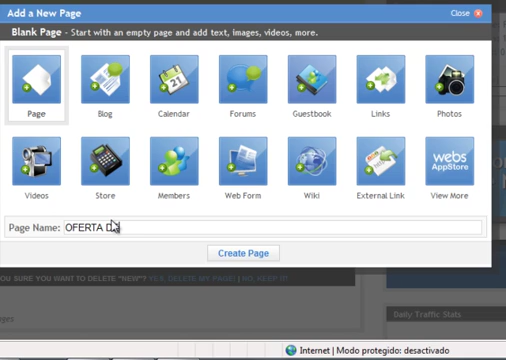 Add a New Page
Close
Blank Page - Start with an empty page and add text, images, videos, more.
Page
Blog
Calendar
Forums
Guestbook
Links
Photos
Videos
Store
Members
Web Form
Wiki
External Link
webs
AppStore
View More
Page Name: OFERTA D
Create Page
OU SURE YOU WANT TO DELETE "NEW"? YES, DELETE MY PAGE! | NO, KEEP IT!
ages
Daily Traffic Stats
Internet | Modo protegido: desactivado